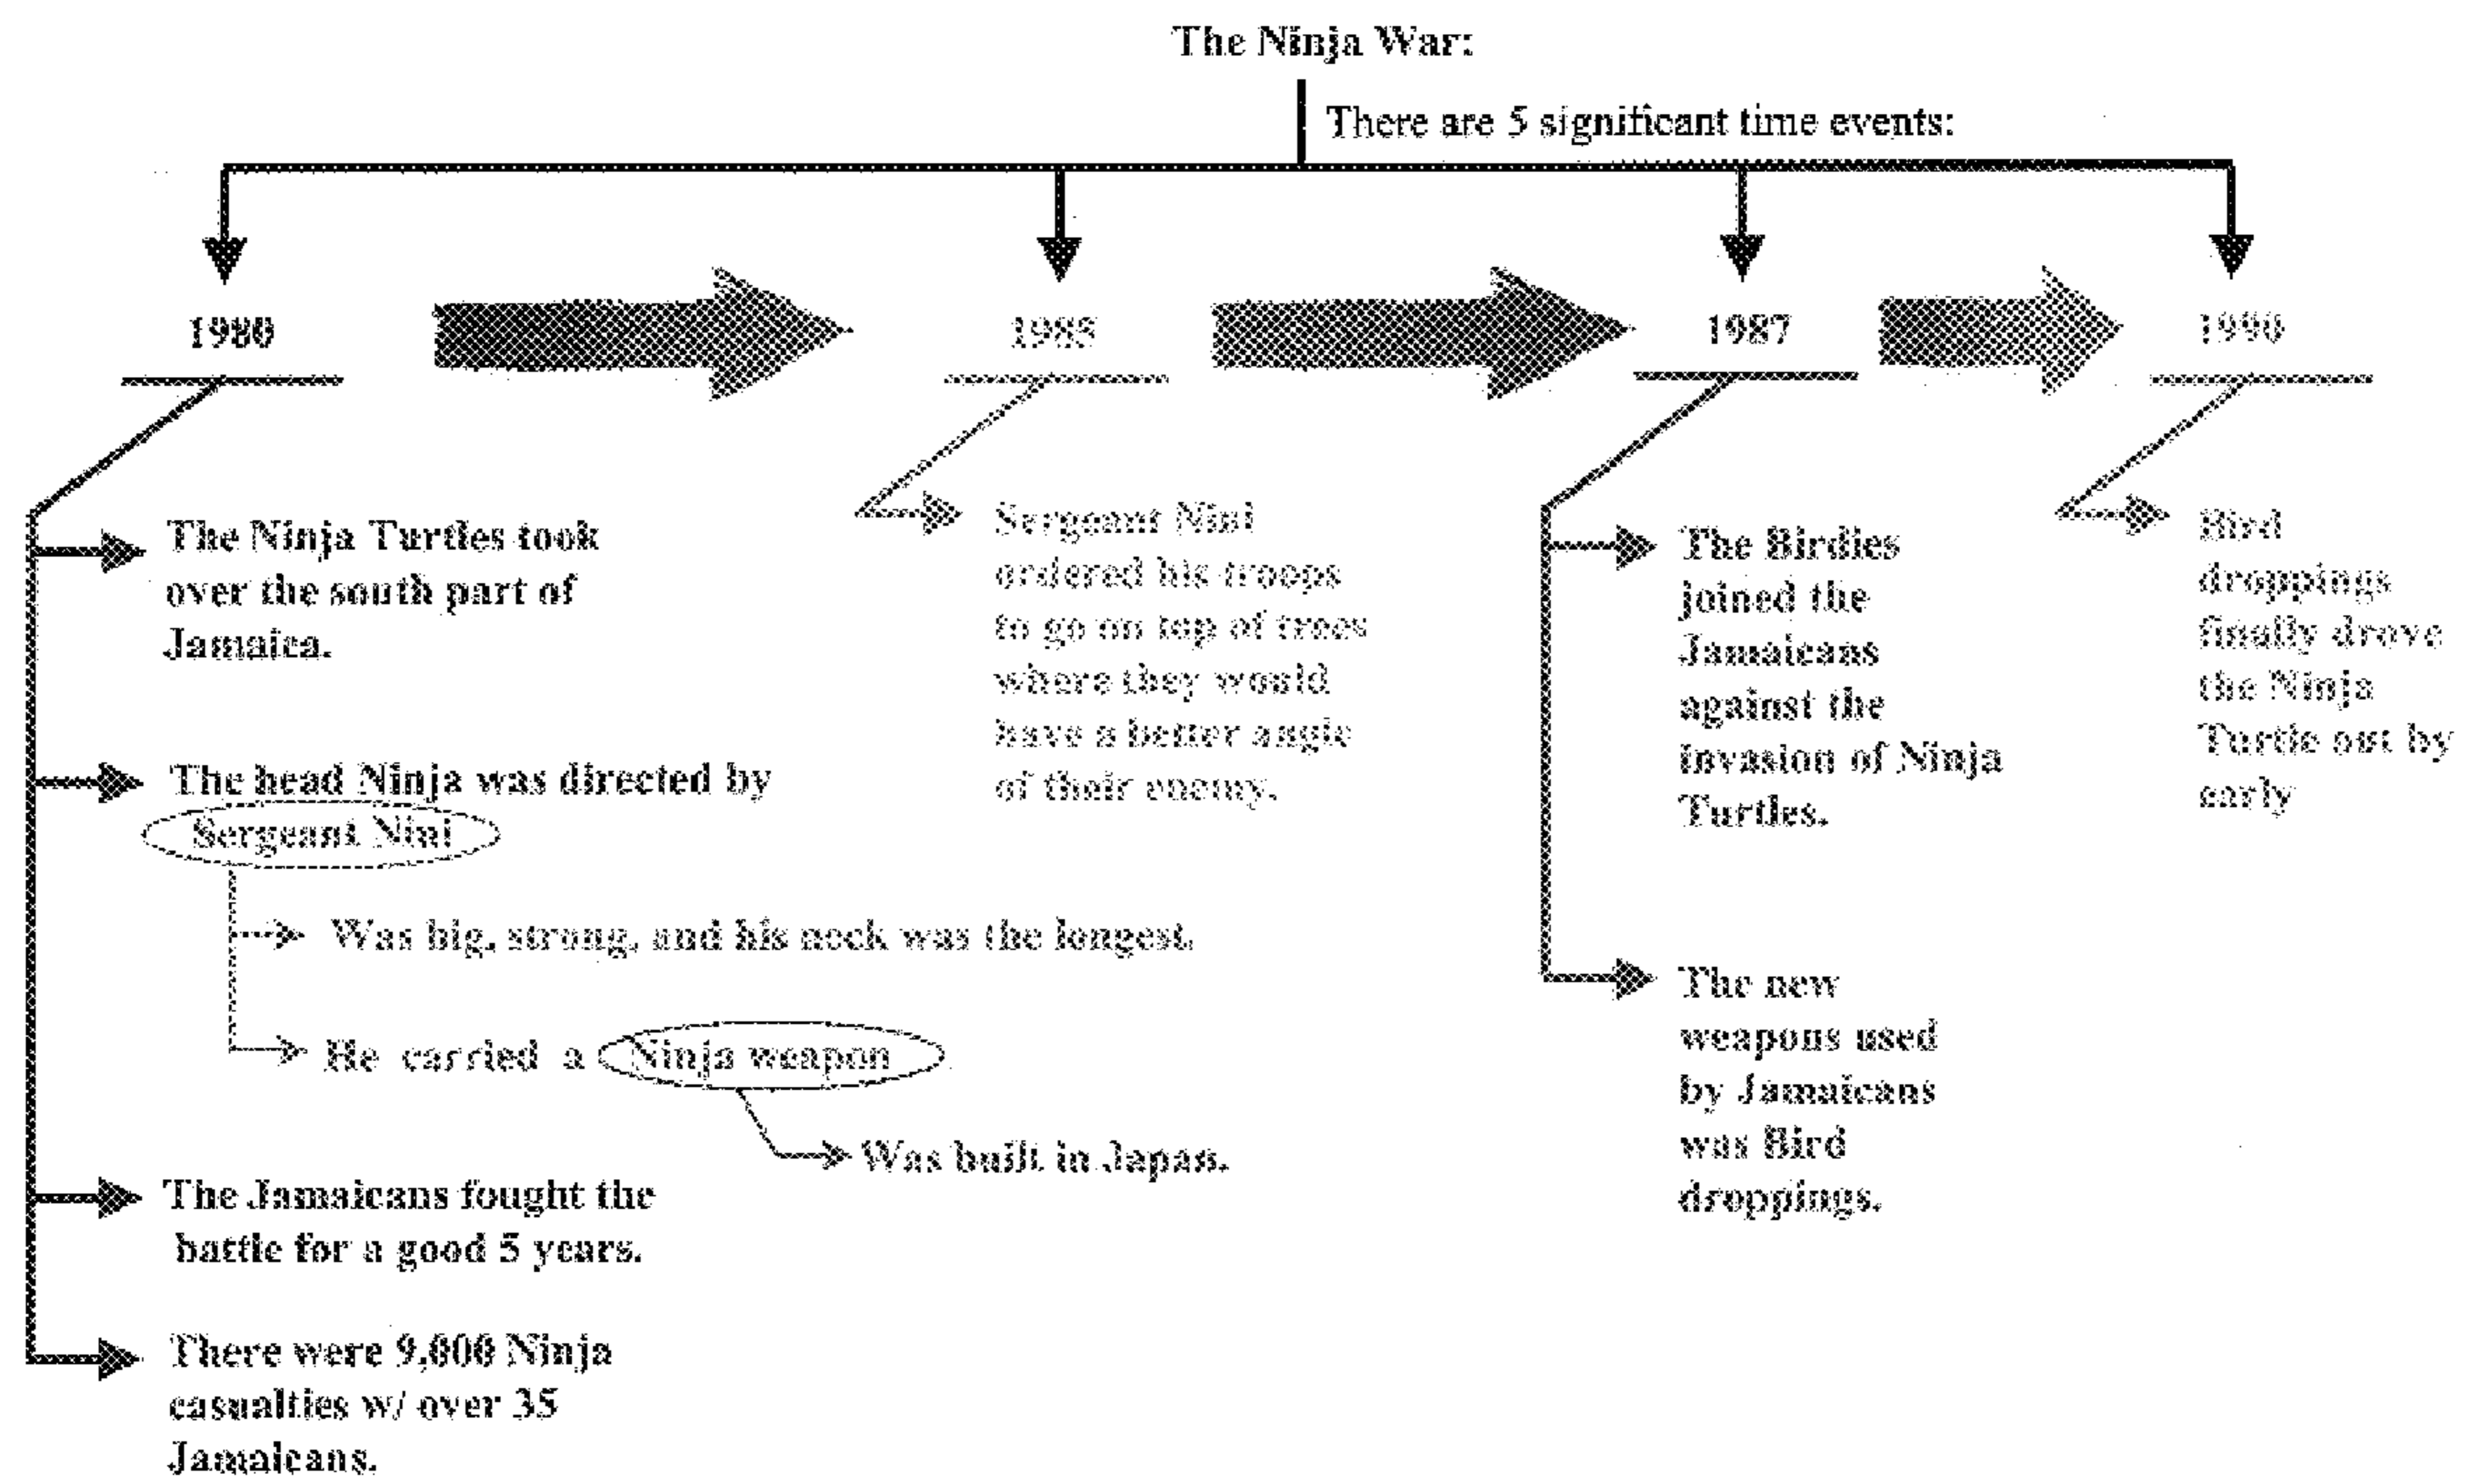 The Ninja War:
There are 5 significant time events:
1980
1985
1987
1990
The Ninja Turtles took
over the south part of
Jamaica.
The head Ninja was directed by
Sergeant Nini
Was big, strong, and his neck was the longest.
He carried a Ninja weapon
Was built in Japan.
The Jamaicans fought the
battle for a good 5 years.
There were 9,000 Ninja
casualties w/ over 35
Jamaicans.
Sergeant Nini
ordered his troops
to go on top of trees
where they would
have a better angle
of their enemy.
The Birdies
joined the
Jamaicans
against the
invasion of Ninja
Turtles.
The new
weapons used
by Jamaicans
was Bird
droppings.
Bird
droppings
finally drove
the Ninja
Turtle out by
early